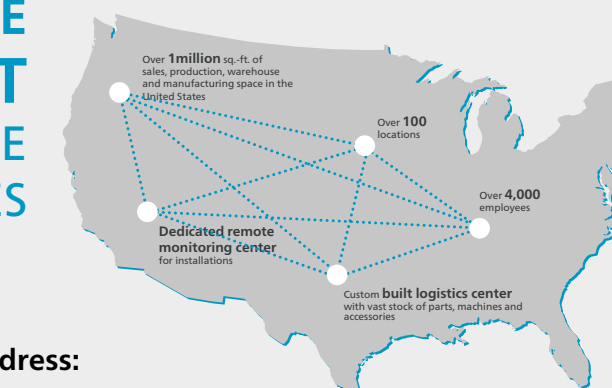 E
T
E
ES
Over 1million sq.-ft. of
sales, production, warehouse
and manufacturing space in the
United States
Over 100
locations
Over 4,000
employees
Dedicated remote
monitoring center
for installations
Custom built logistics center
with vast stock of parts, machines and
accessories
dress: